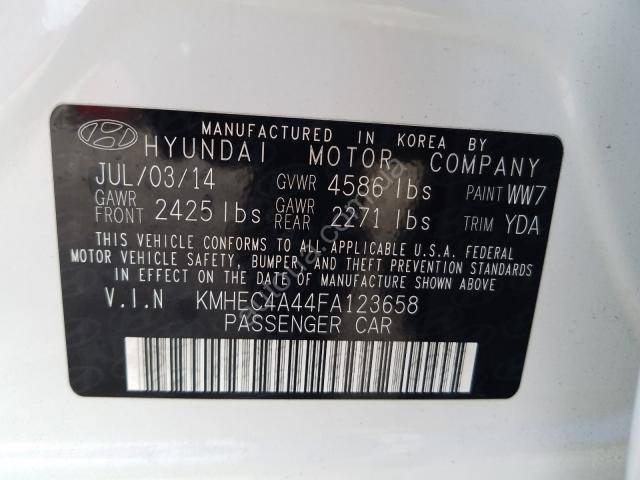 MANUFACTURED IN KOREA BY
HYUNDAI MOTOR COMPANY
JUL/03/14 GVWR 4586 lbs PAINT WW7
GAWR FRONT 2425 lbs GAWR REAR 2271 lbs TRIM YDA
THIS VEHICLE CONFORMS TO ALL APPLICABLE U.S.A. FEDERAL
MOTOR VEHICLE SAFETY, BUMPER, AND THEFT PREVENTION
STANDARDS IN EFFECT ON THE DATE OF MANUFACTURE SHOWN ABOVE.
V.I.N KMHEC4A44FA123658
PASSENGER CAR